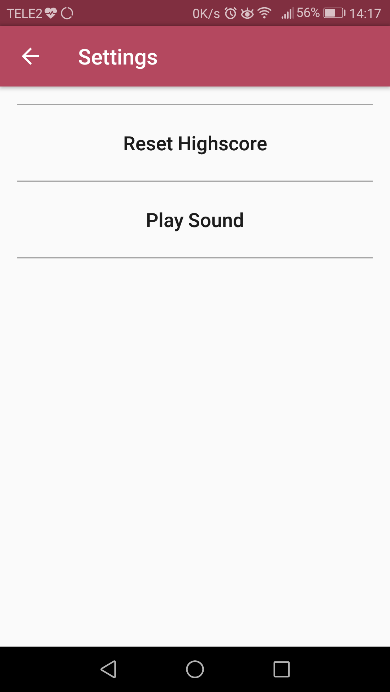 TELE2 0K/s 56% 14:17
Settings
Reset Highscore
Play Sound